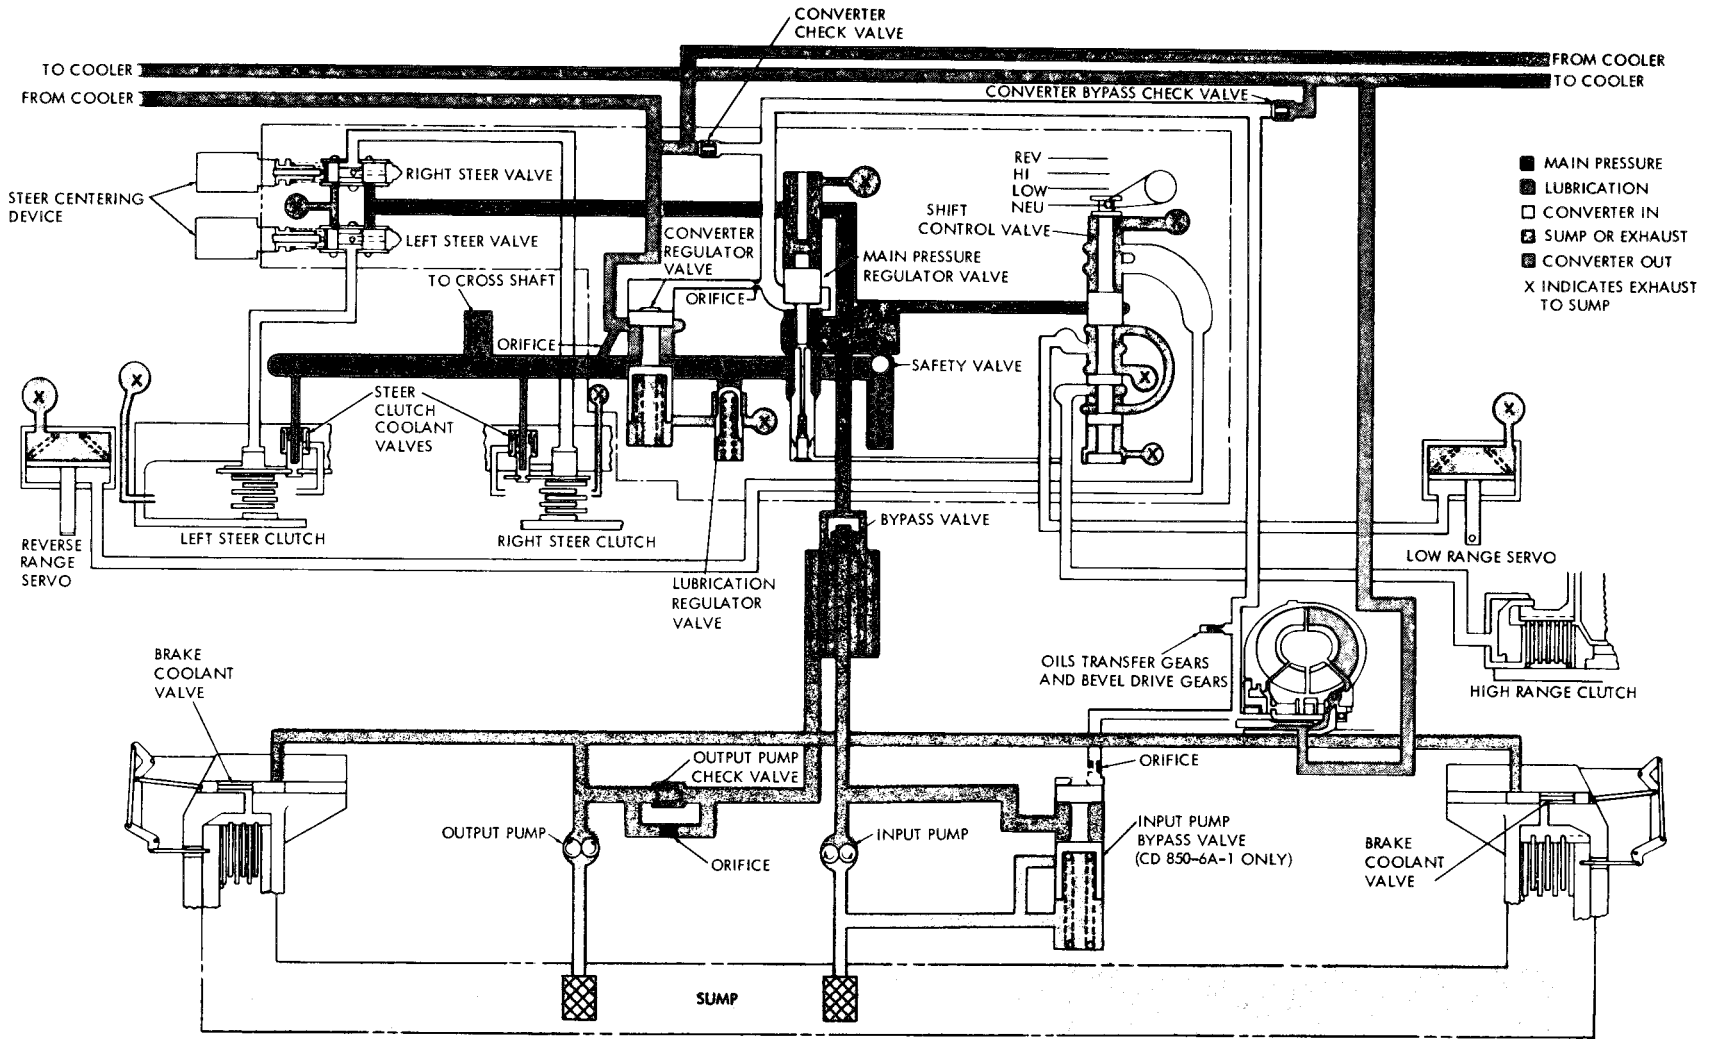 CONVERTER
CHECK VALVE
TO COOLER
FROM COOLER
FROM COOLER
TO COOLER
CONVERTER BYPASS CHECK VALVE
STEER CENTERING
DEVICE
RIGHT STEER VALVE
LEFT STEER VALVE
REV
HI
LOW
NEU
SHIFT
CONTROL VALVE
MAIN PRESSURE
LUBRICATION
CONVERTER IN
SUMP OR EXHAUST
CONVERTER OUT
X INDICATES EXHAUST
TO SUMP
CONVERTER
REGULATOR
VALVE
MAIN PRESSURE
REGULATOR VALVE
TO CROSS SHAFT
ORIFICE
ORIFICE
SAFETY VALVE
X
X
X
X
X
X
X
X
X
X
STEER
CLUTCH
COOLANT
VALVES
REVERSE
RANGE
SERVO
LEFT STEER CLUTCH
RIGHT STEER CLUTCH
BYPASS VALVE
LUBRICATION
REGULATOR
VALVE
LOW RANGE SERVO
OILS TRANSFER GEARS
AND BEVEL DRIVE GEARS
HIGH RANGE CLUTCH
BRAKE
COOLANT
VALVE
OUTPUT PUMP
CHECK VALVE
ORIFICE
OUTPUT PUMP
INPUT PUMP
ORIFICE
INPUT PUMP
BYPASS VALVE
(CD 850-6A-1 ONLY)
BRAKE
COOLANT
VALVE
SUMP